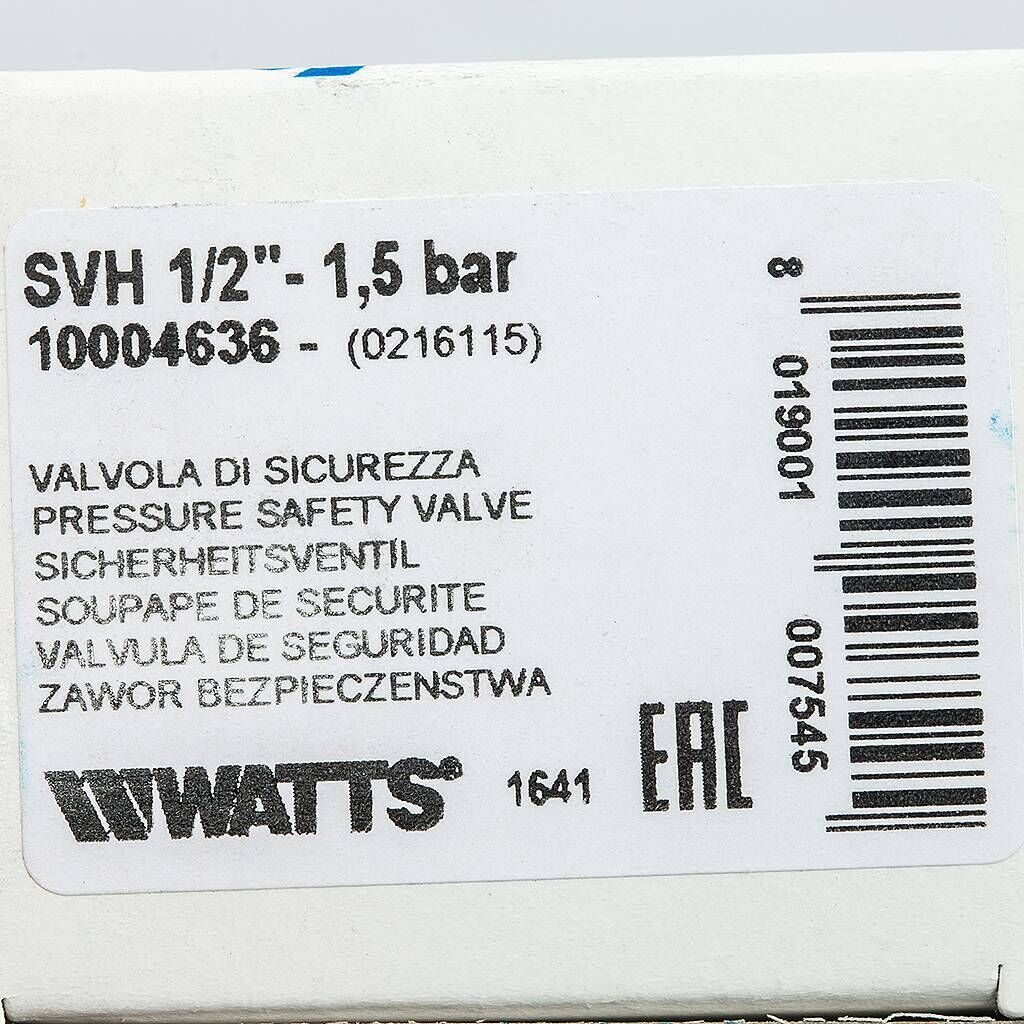 SVH 1/2" - 1,5 bar
10004636 - (0216115)
VALVOLA DI SICUREZZA
PRESSURE SAFETY VALVE
SICHERHEITSVENTIL
SOUPAPE DE SECURITE
VALVULA DE SEGURIDAD
ZAWOR BEZPIECZENSTWA
WATTS® 1641 EAC
8 019001 007545